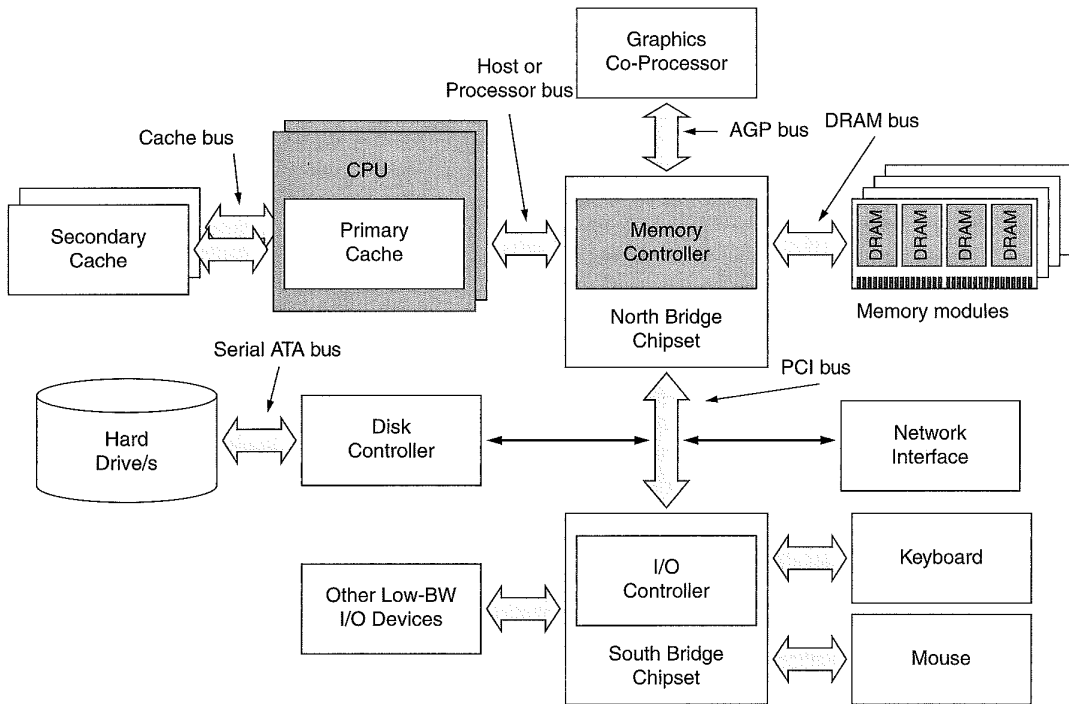 Graphics
Co-Processor
Host or
Processor bus
AGP bus
DRAM bus
Cache bus
CPU
Primary
Cache
Secondary
Cache
Memory
Controller
North Bridge
Chipset
DRAM
DRAM
DRAM
DRAM
Memory modules
Serial ATA bus
PCI bus
Hard
Drive/s
Disk
Controller
Network
Interface
I/O
Controller
South Bridge
Chipset
Other Low-BW
I/O Devices
Keyboard
Mouse